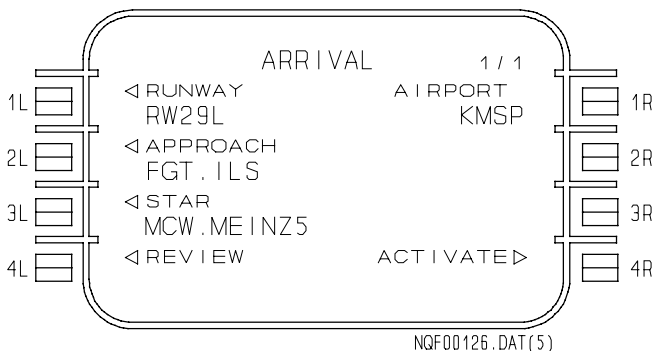 ARRIVAL 1/1
1L ◁RUNWAY AIRPORT 1R
RW29L KMSP
2L ◁APPROACH 2R
FGT.ILS
3L ◁STAR 3R
MCW.MEINZ5
4L ◁REVIEW ACTIVATE▷ 4R
NQF00126.DAT(5)